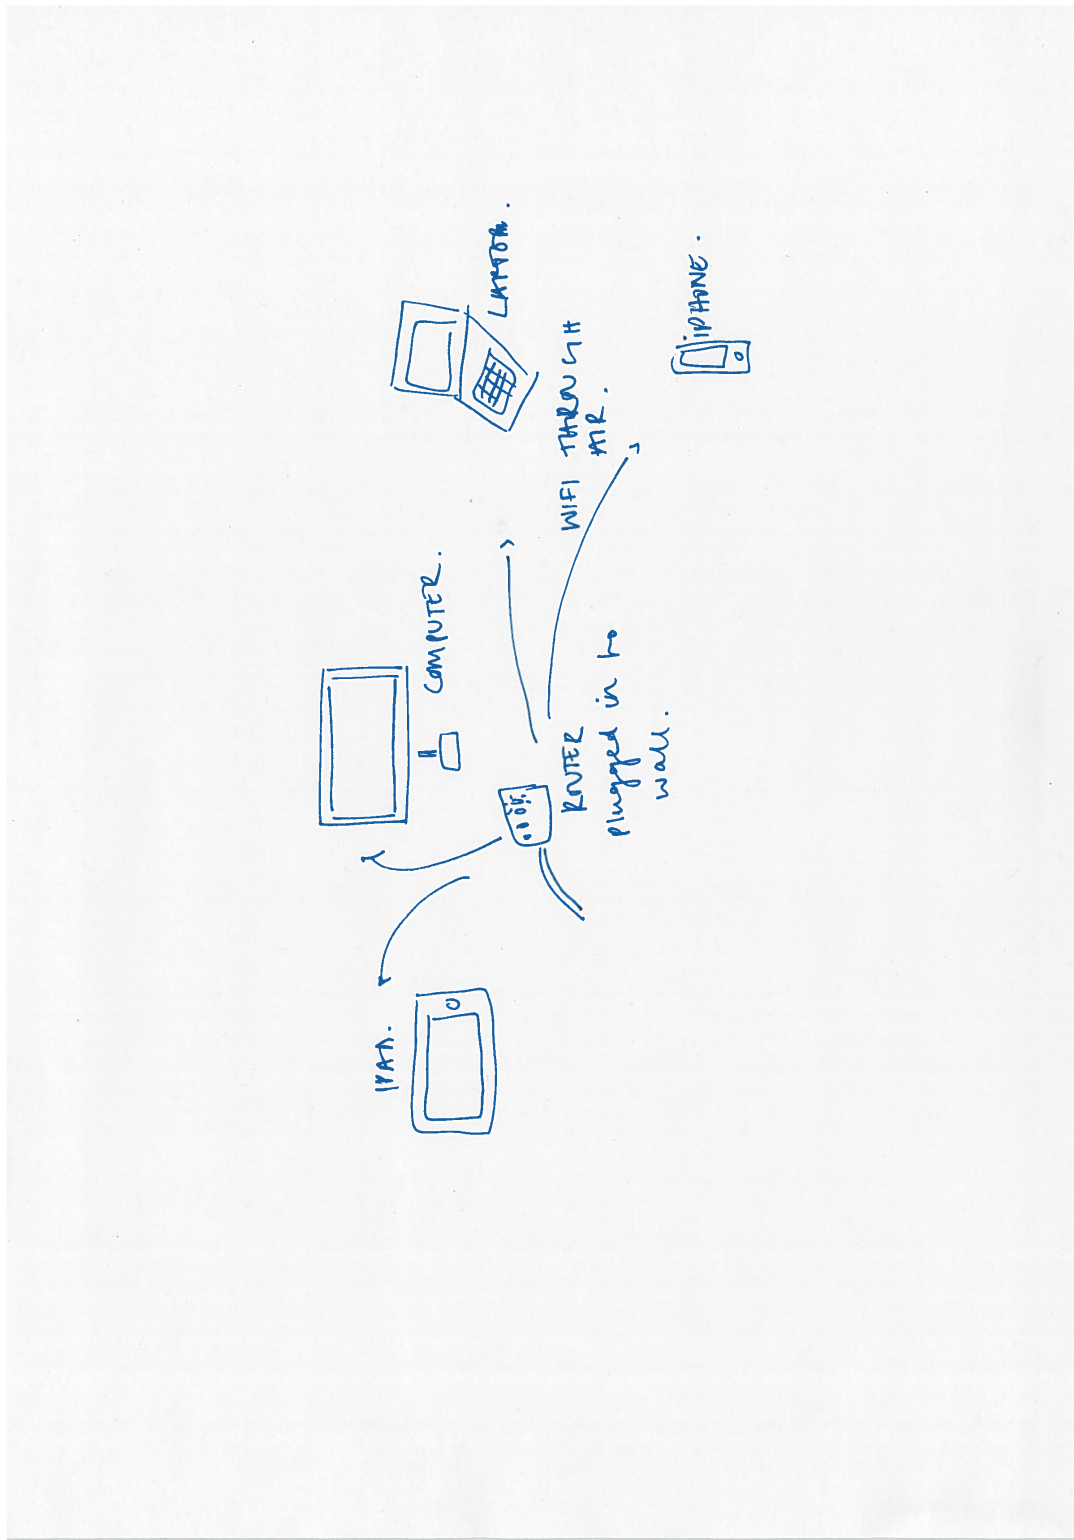 IPAD.
COMPUTER.
LAPTOP.
WIFI THROUGH
AIR.
ROUTER
plugged in to
wall.
iPHONE.